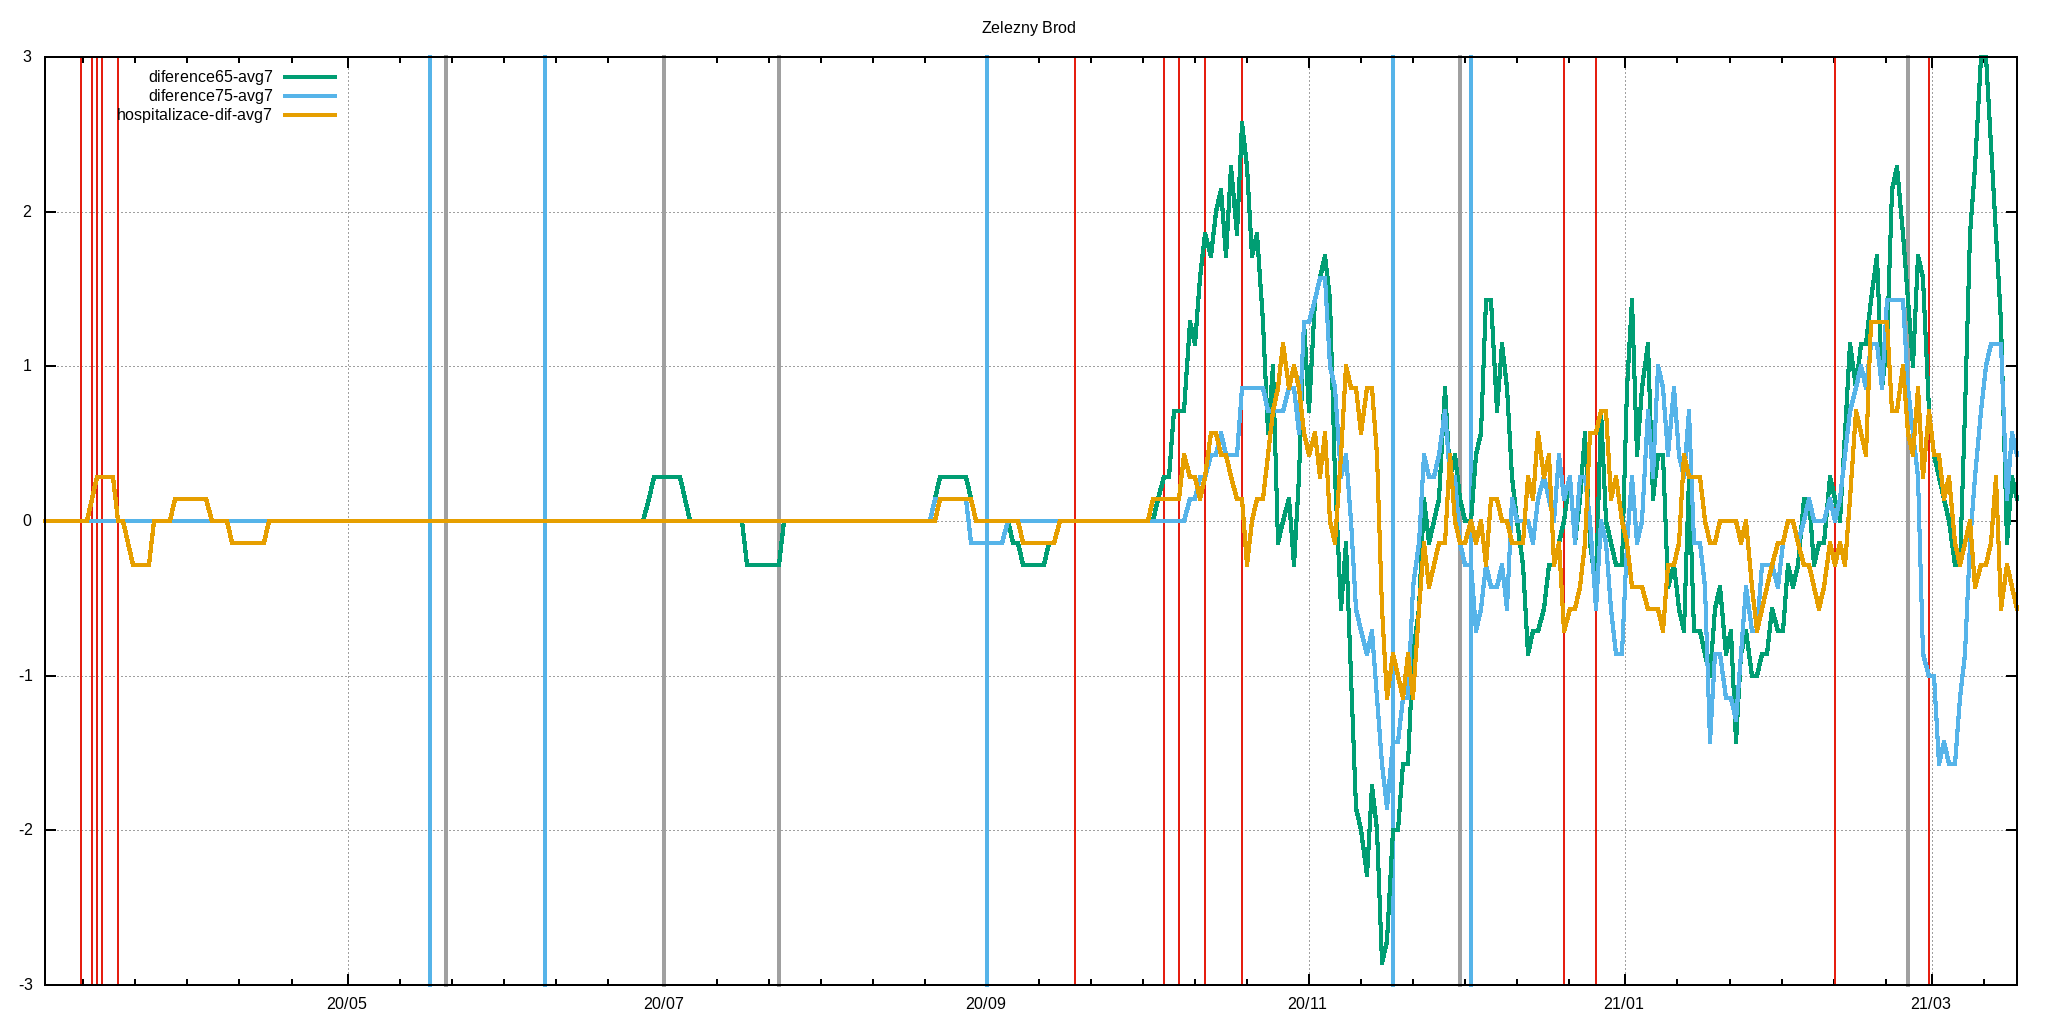 Zelezny Brod
diference65-avg7
diference75-avg7
hospitalizace-dif-avg7
3
2
1
0
-1
-2
-3
20/05 20/07 20/09 20/11 21/01 21/03